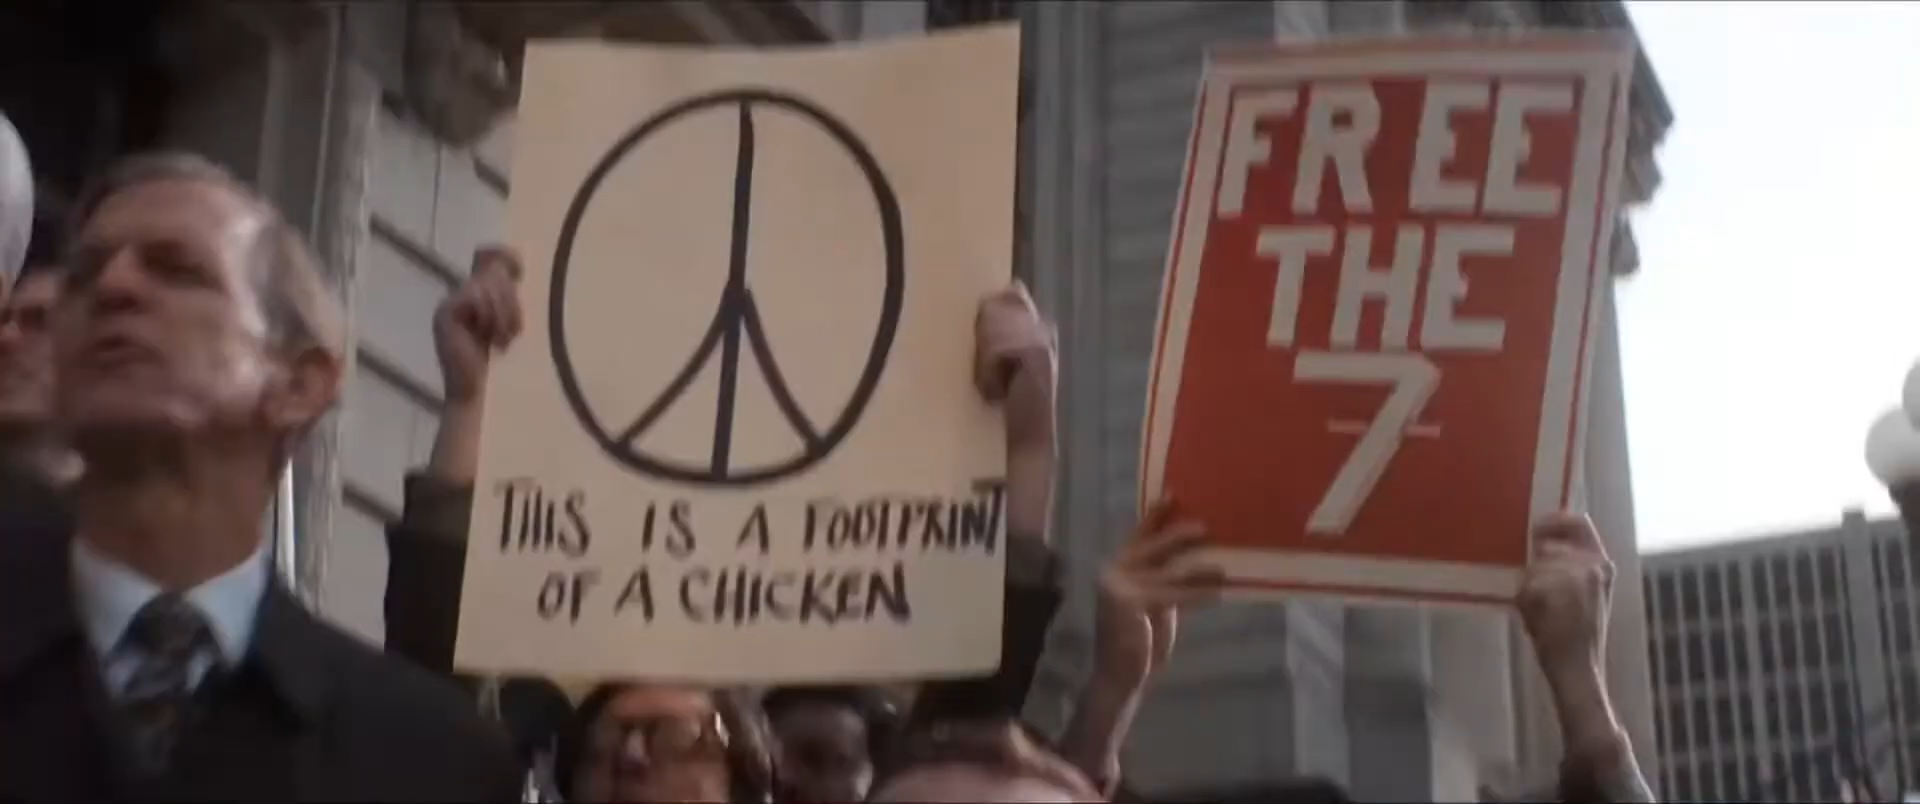 THIS IS A FOOTPRINT
OF A CHICKEN
FREE
THE
7